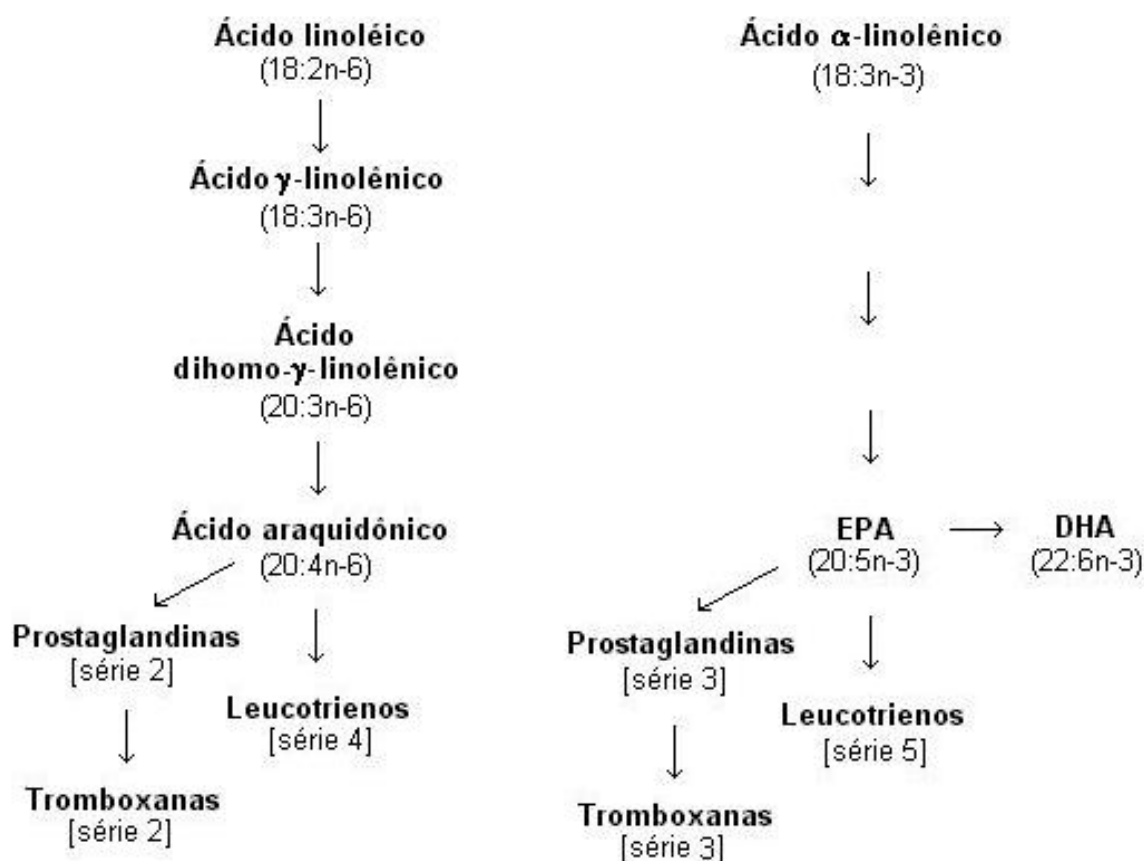 Ácido linoléico
(18:2n-6)
Ácido γ-linolênico
(18:3n-6)
Ácido
dihomo-γ-linolênico
(20:3n-6)
Ácido araquidônico
(20:4n-6)
Prostaglandinas
[série 2]
Leucotrienos
[série 4]
Tromboxanas
[série 2]
Ácido α-linolênico
(18:3n-3)
EPA
(20:5n-3)
DHA
(22:6n-3)
Prostaglandinas
[série 3]
Leucotrienos
[série 5]
Tromboxanas
[série 3]